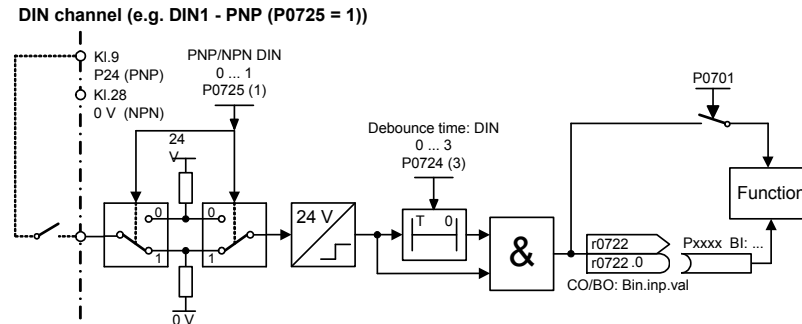 DIN channel (e.g. DIN1 - PNP (P0725 = 1))
Kl.9
P24 (PNP)
Kl.28
0 V (NPN)
PNP/NPN DIN
0 ... 1
P0725 (1)
P0701
24
V
Debounce time: DIN
0 ... 3
P0724 (3)
0
0
1
1
24 V
T 0
&
Function
r0722
r0722 .0
Pxxxx BI: ...
CO/BO: Bin.inp.val
0 V